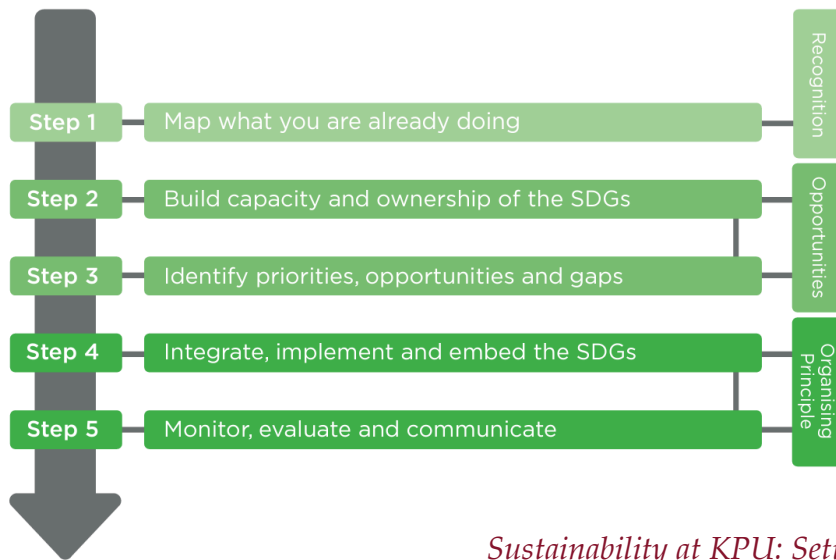 Recognition
Step 1
Map what you are already doing
Opportunities
Step 2
Build capacity and ownership of the SDGs
Step 3
Identify priorities, opportunities and gaps
Organising
Principle
Step 4
Integrate, implement and embed the SDGs
Step 5
Monitor, evaluate and communicate
Sustainability at KPU: